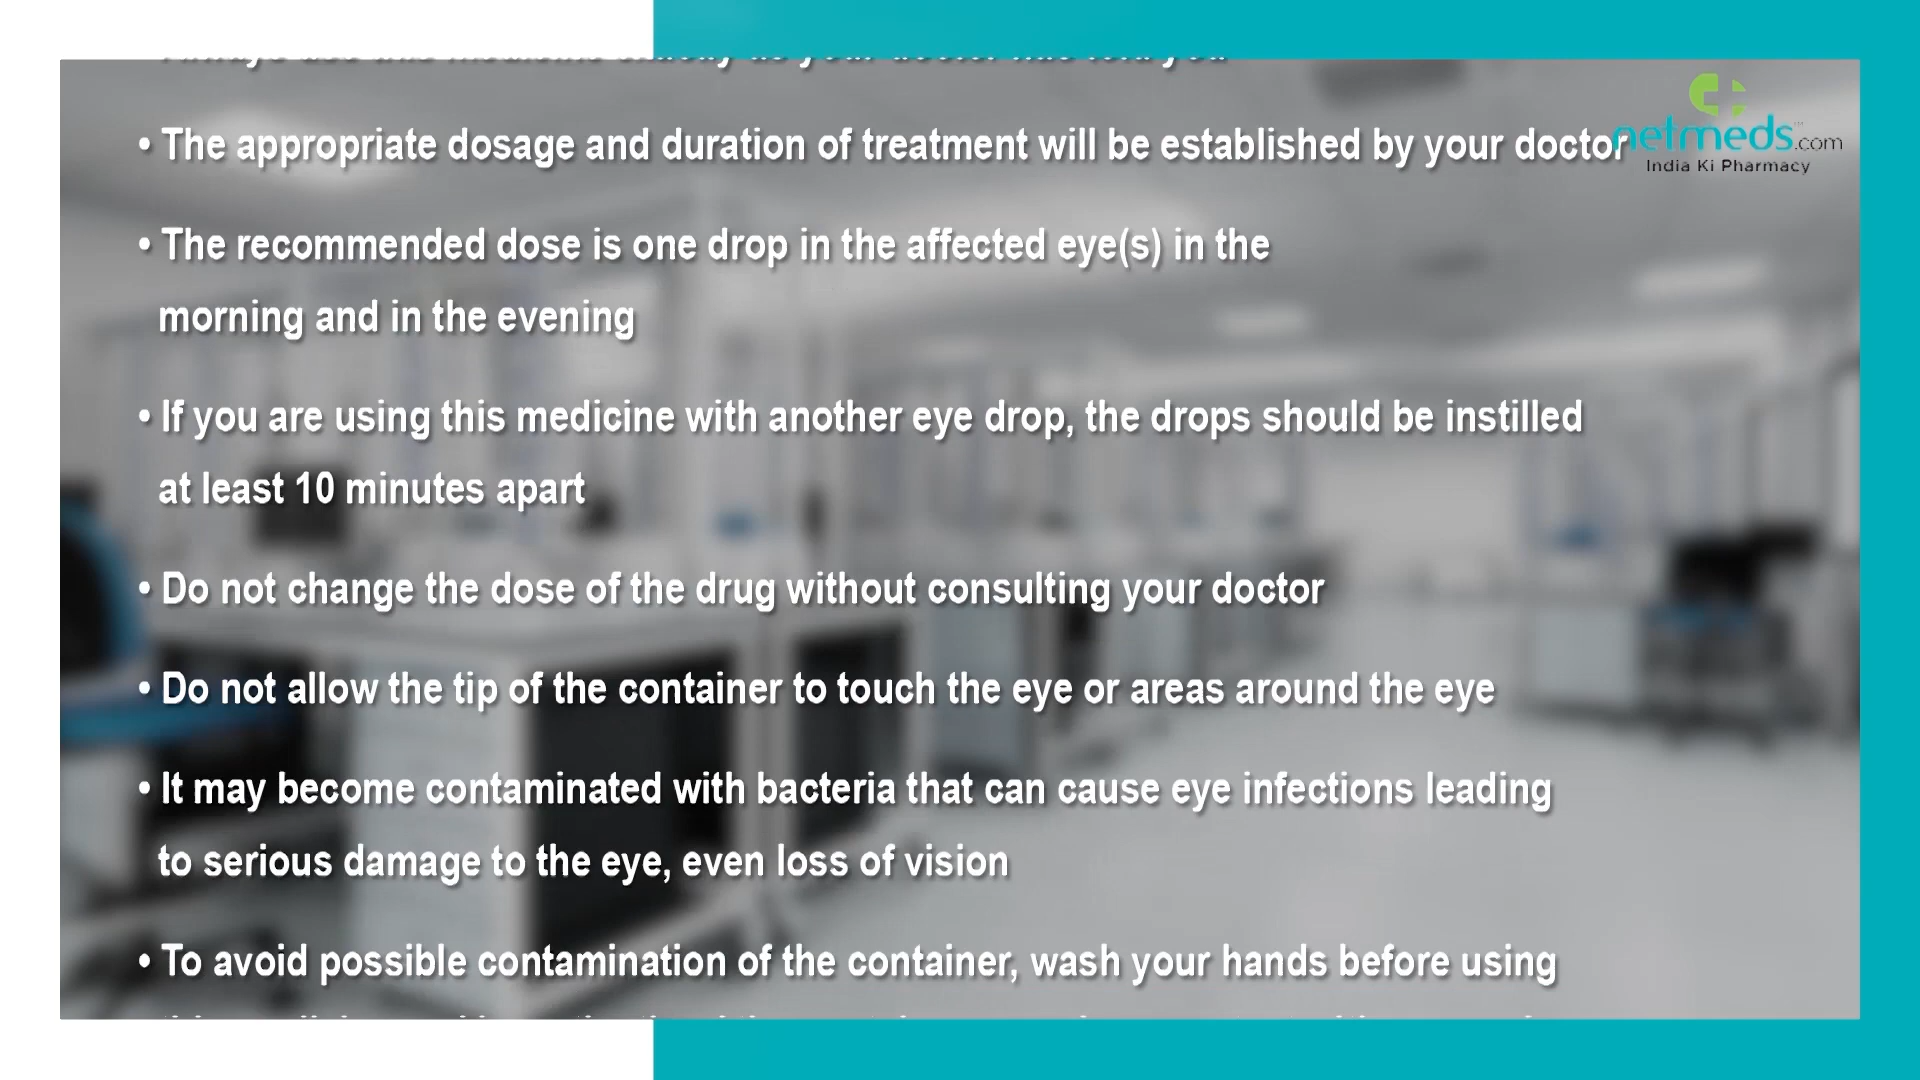 • The appropriate dosage and duration of treatment will be established by your doctor
netmeds.com
India Ki Pharmacy
• The recommended dose is one drop in the affected eye(s) in the
morning and in the evening
• If you are using this medicine with another eye drop, the drops should be instilled
at least 10 minutes apart
• Do not change the dose of the drug without consulting your doctor
• Do not allow the tip of the container to touch the eye or areas around the eye
• It may become contaminated with bacteria that can cause eye infections leading
to serious damage to the eye, even loss of vision
• To avoid possible contamination of the container, wash your hands before using